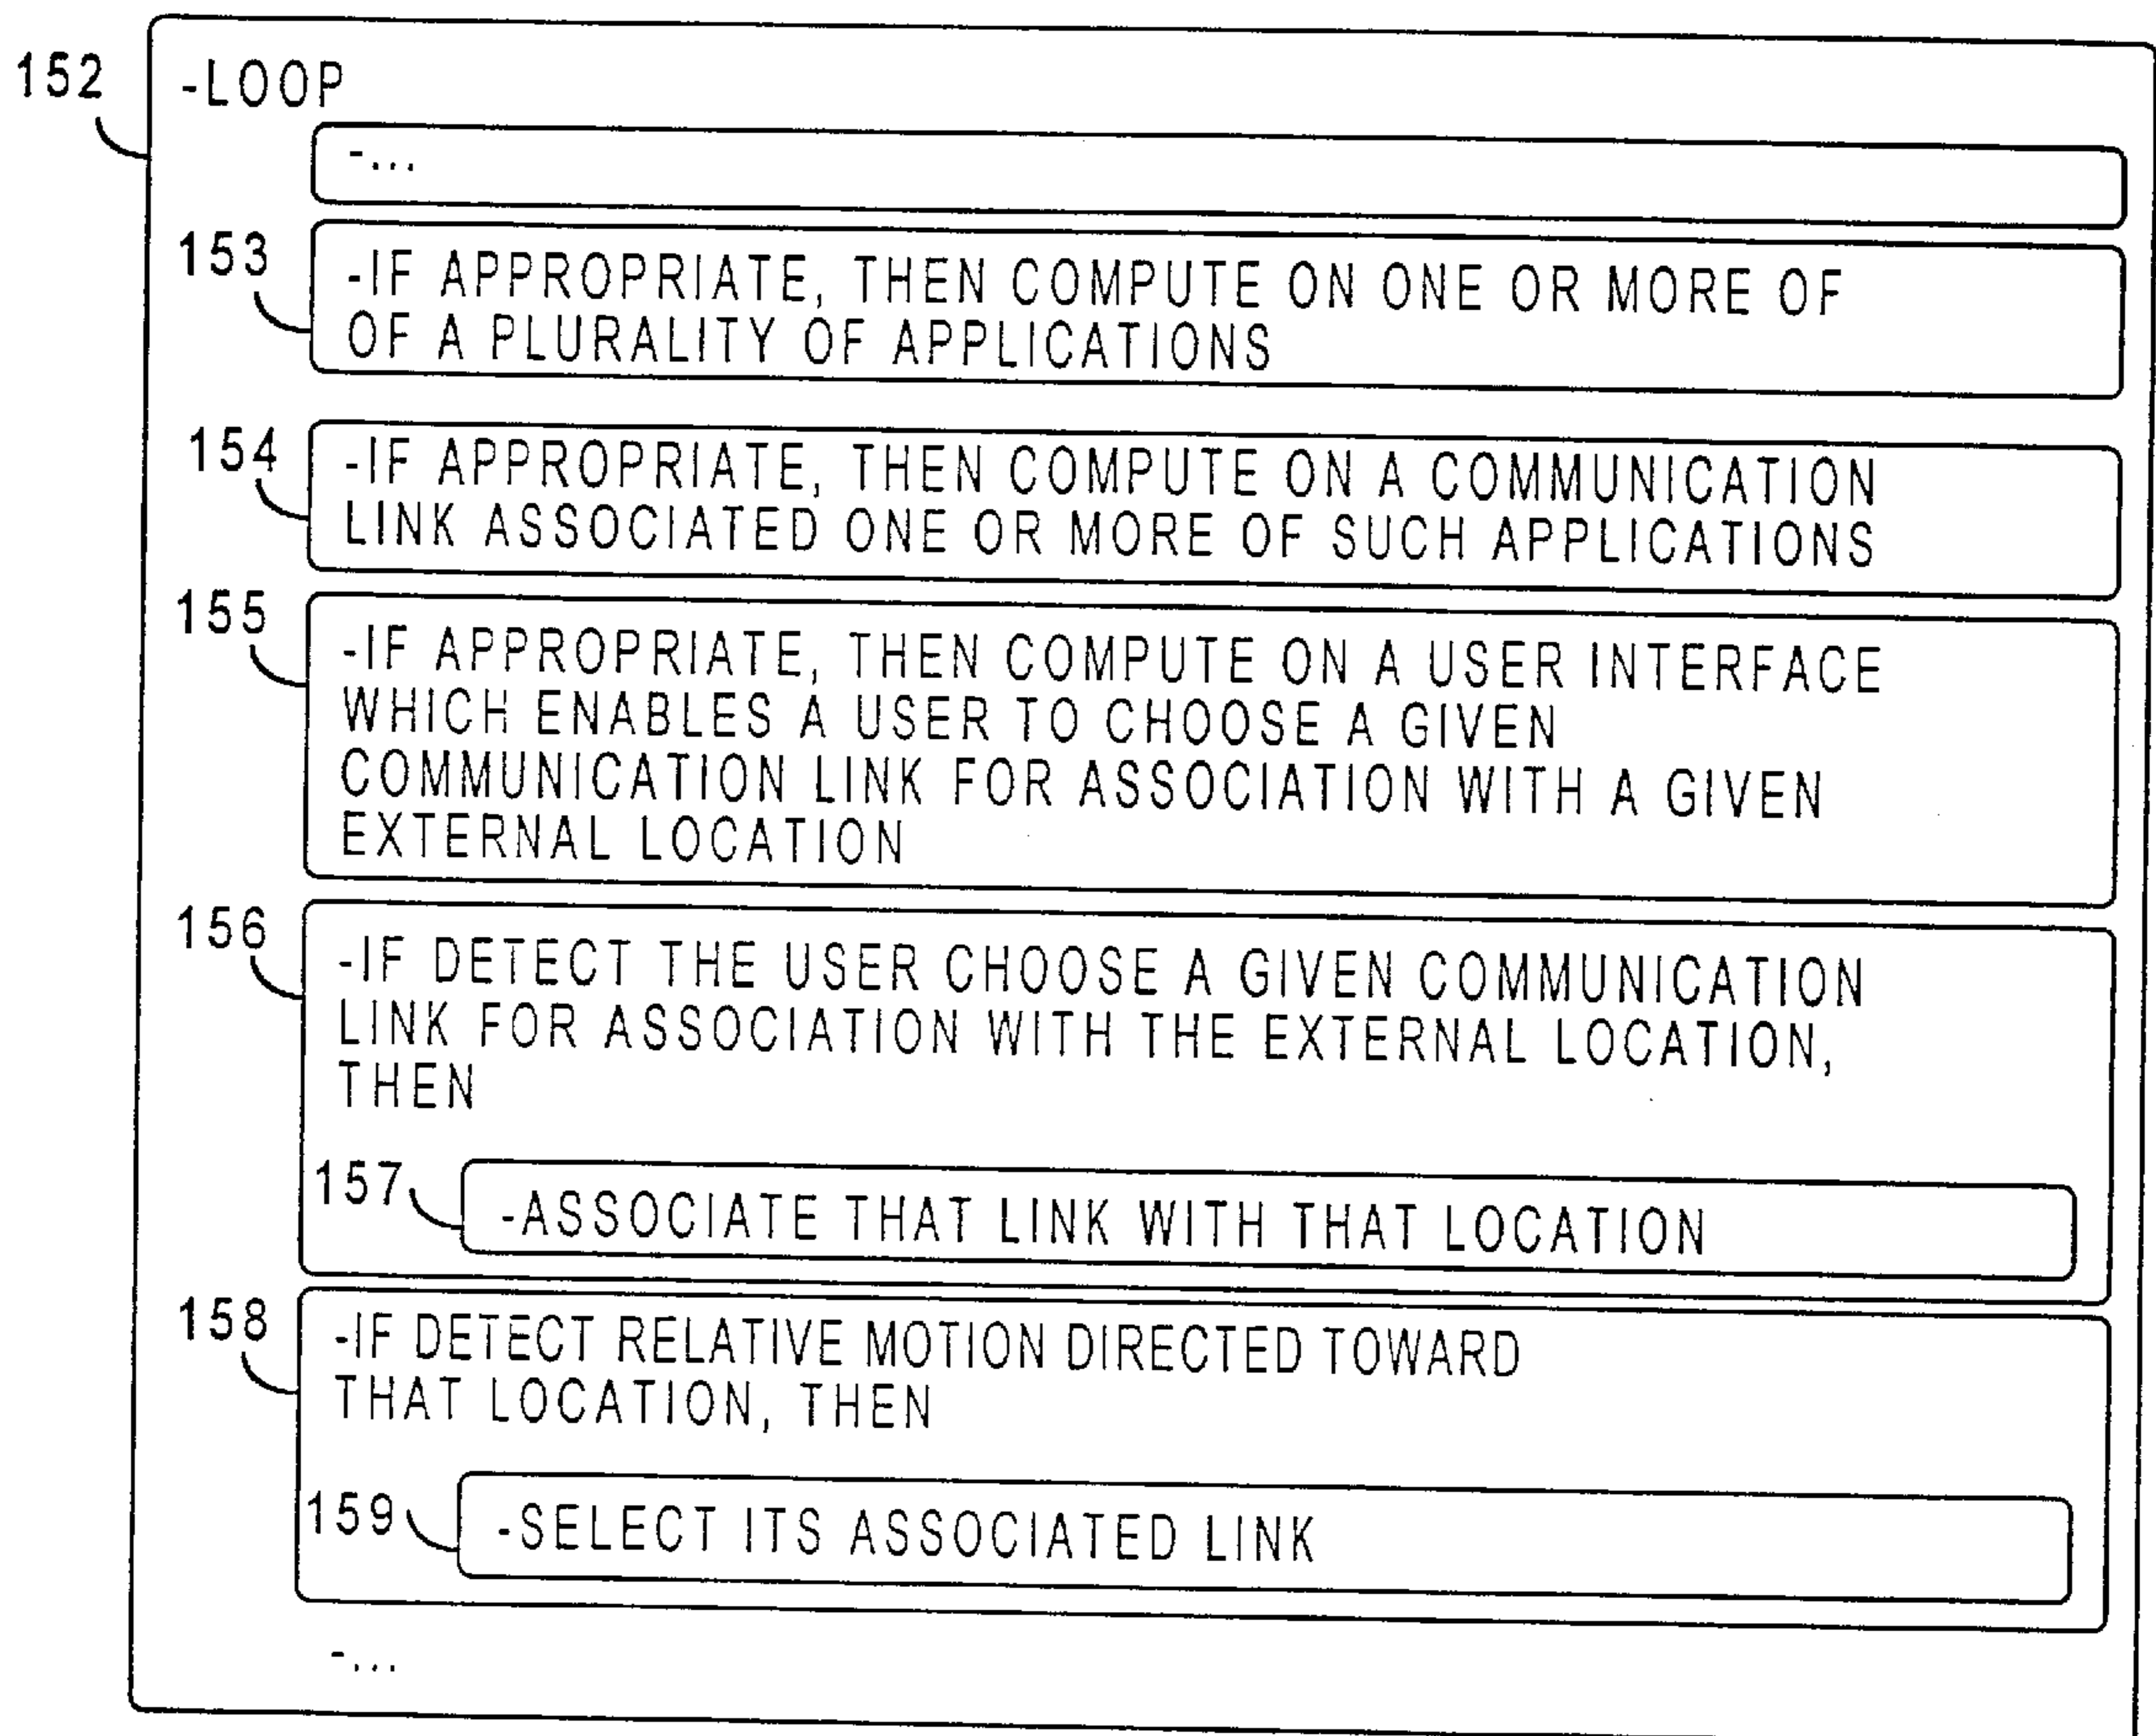 152
-LOOP
-...
153
-IF APPROPRIATE, THEN COMPUTE ON ONE OR MORE OF
OF A PLURALITY OF APPLICATIONS
154
-IF APPROPRIATE, THEN COMPUTE ON A COMMUNICATION
LINK ASSOCIATED ONE OR MORE OF SUCH APPLICATIONS
155
-IF APPROPRIATE, THEN COMPUTE ON A USER INTERFACE
WHICH ENABLES A USER TO CHOOSE A GIVEN
COMMUNICATION LINK FOR ASSOCIATION WITH A GIVEN
EXTERNAL LOCATION
156
-IF DETECT THE USER CHOOSE A GIVEN COMMUNICATION
LINK FOR ASSOCIATION WITH THE EXTERNAL LOCATION,
THEN
157
-ASSOCIATE THAT LINK WITH THAT LOCATION
158
-IF DETECT RELATIVE MOTION DIRECTED TOWARD
THAT LOCATION, THEN
159
-SELECT ITS ASSOCIATED LINK
-...